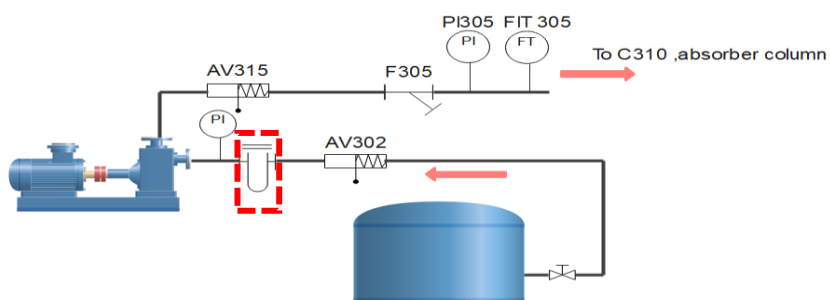 PI305 FIT 305
PI FT
To C310 ,absorber column
AV315 F305
PI
AV302